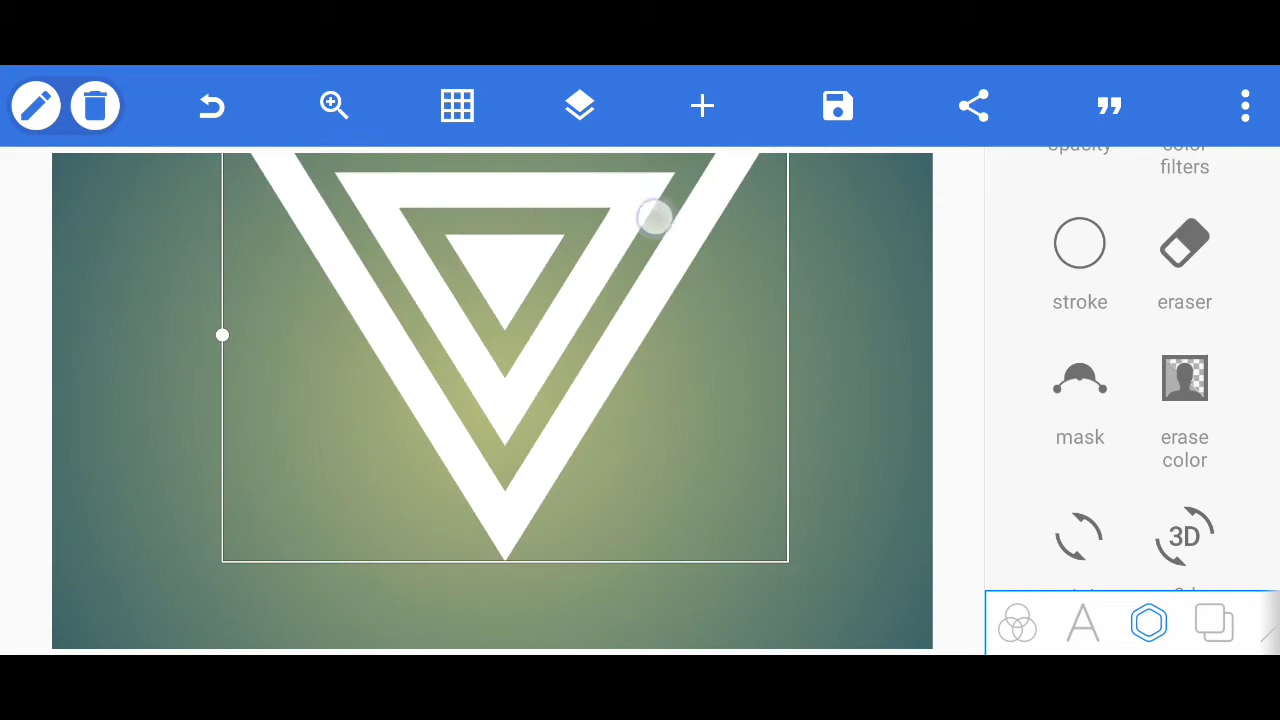 opacity
color
filters
stroke
eraser
mask
erase
color
3D